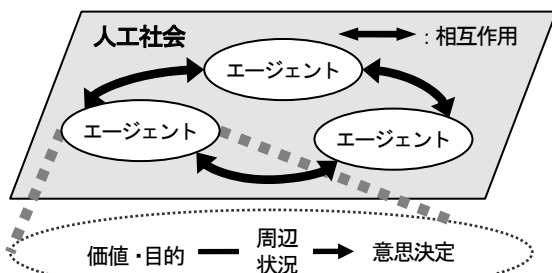 人工社会
：相互作用
エージェント
エージェント
エージェント
価値・目的
周辺
状況
意思決定